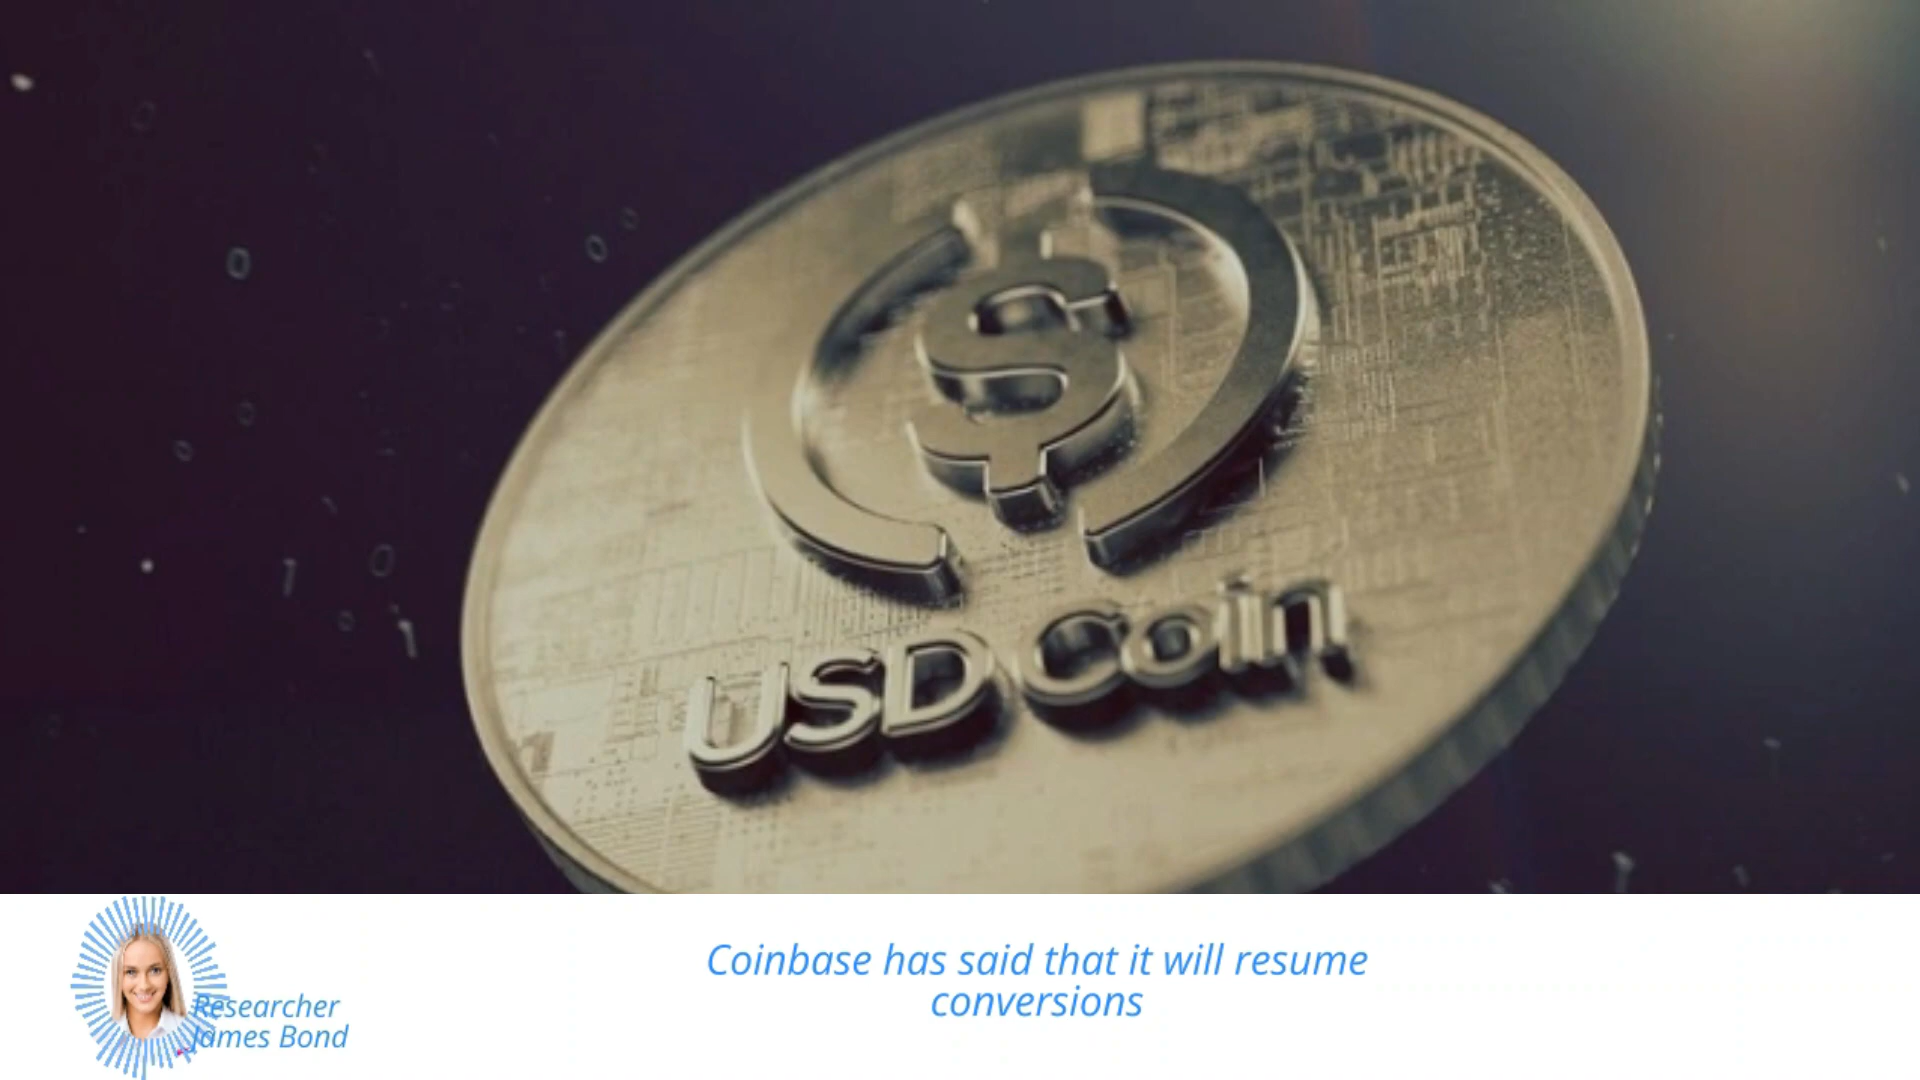 $
USD Coin
Coinbase has said that it will resume
conversions
Researcher
James Bond